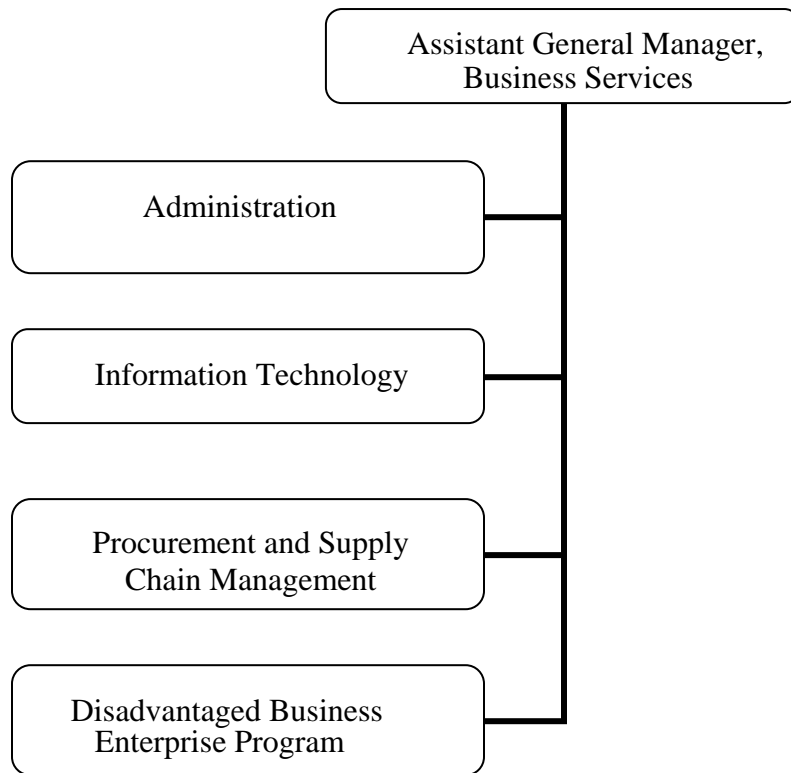 Assistant General Manager,
Business Services
Administration
Information Technology
Procurement and Supply
Chain Management
Disadvantaged Business
Enterprise Program